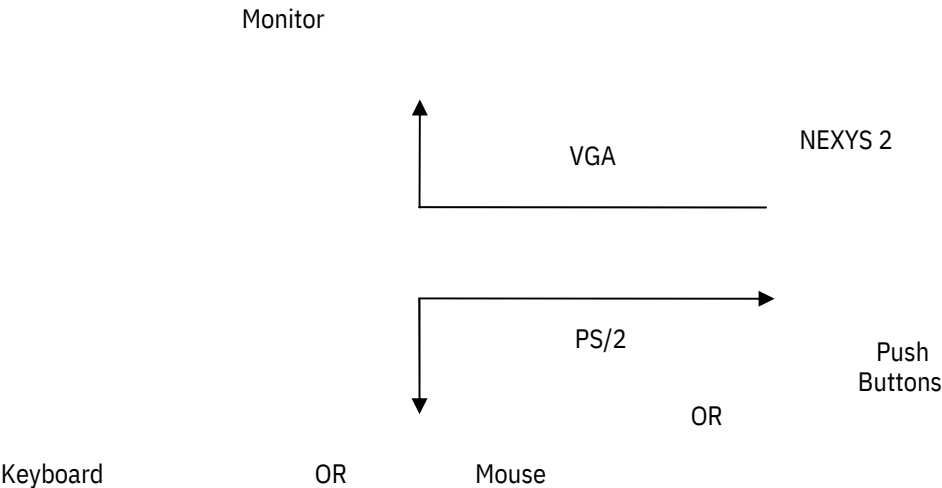 Monitor
NEXYS 2
VGA
PS/2
Push
Buttons
OR
Keyboard OR Mouse